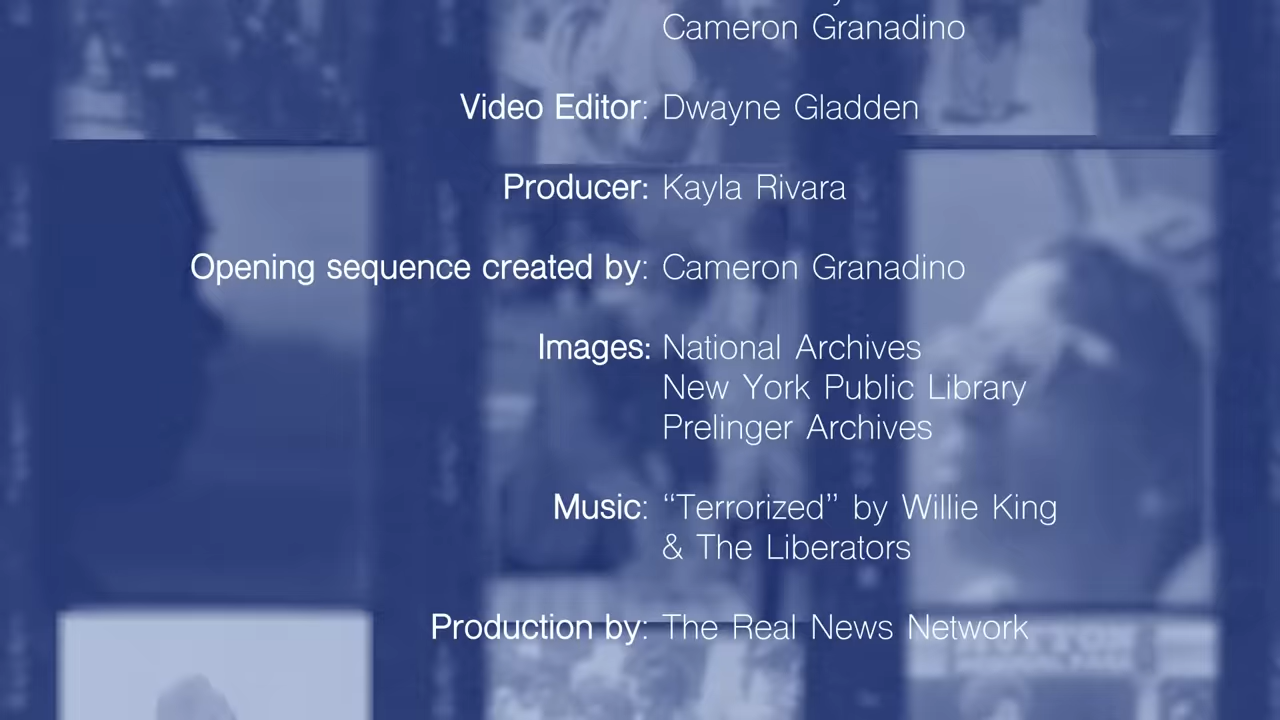 Cameron Granadino
Video Editor: Dwayne Gladden
Producer: Kayla Rivara
Opening sequence created by: Cameron Granadino
Images: National Archives
New York Public Library
Prelinger Archives
Music: “Terrorized” by Willie King
& The Liberators
Production by: The Real News Network